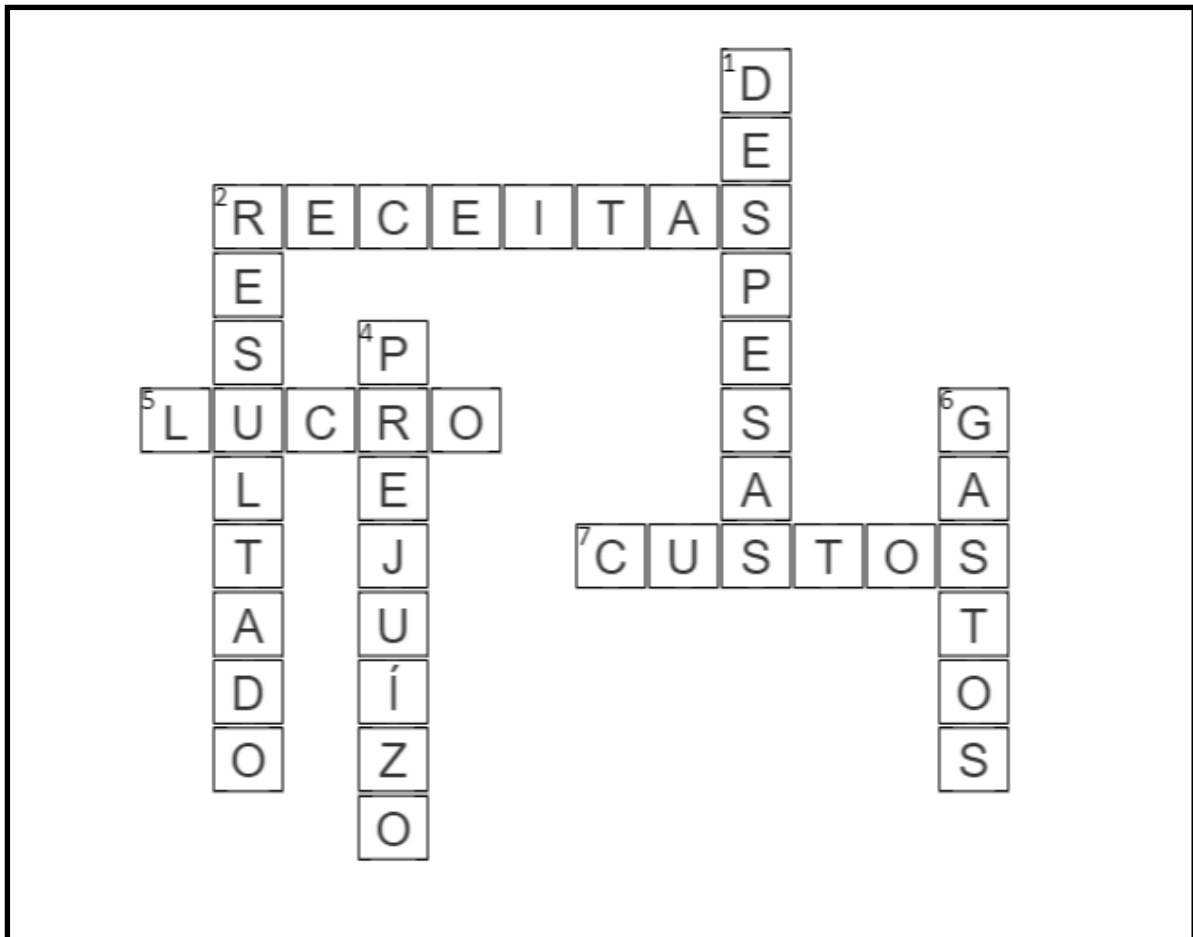 1 DESPESAS
2 RECEITAS
RESULTADO
4 PREJUÍZO
5 LUCRO
6 GASTOS
7 CUSTOS